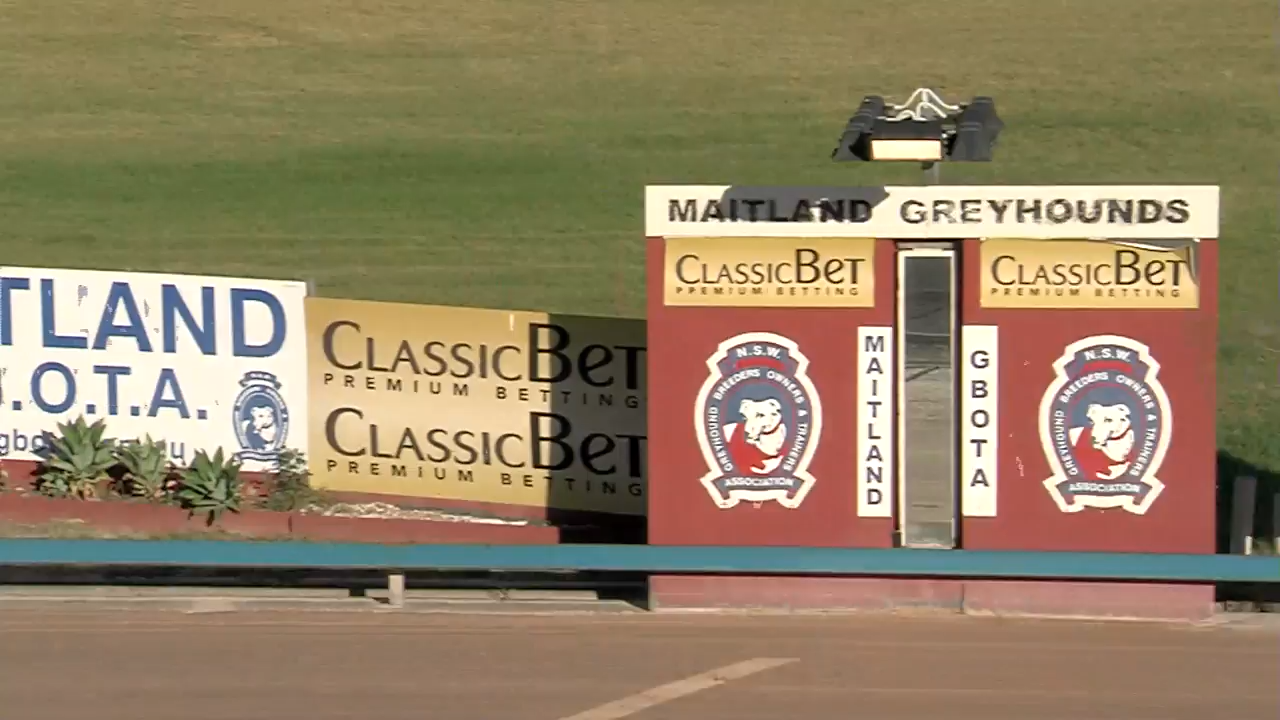 MAITLAND GREYHOUNDS
CLASSICBET
PREMIUM BETTING
CLASSICBET
PREMIUM BETTING
TLAND
.O.T.A.
CLASSICBET
PREMIUM BETTING
CLASSICBET
PREMIUM BETTING
N.S.W.
GREYHOUND BREEDERS OWNERS & TRAINERS
ASSOCIATION
MAITLAND
GBOTA
N.S.W.
GREYHOUND BREEDERS OWNERS & TRAINERS
ASSOCIATION